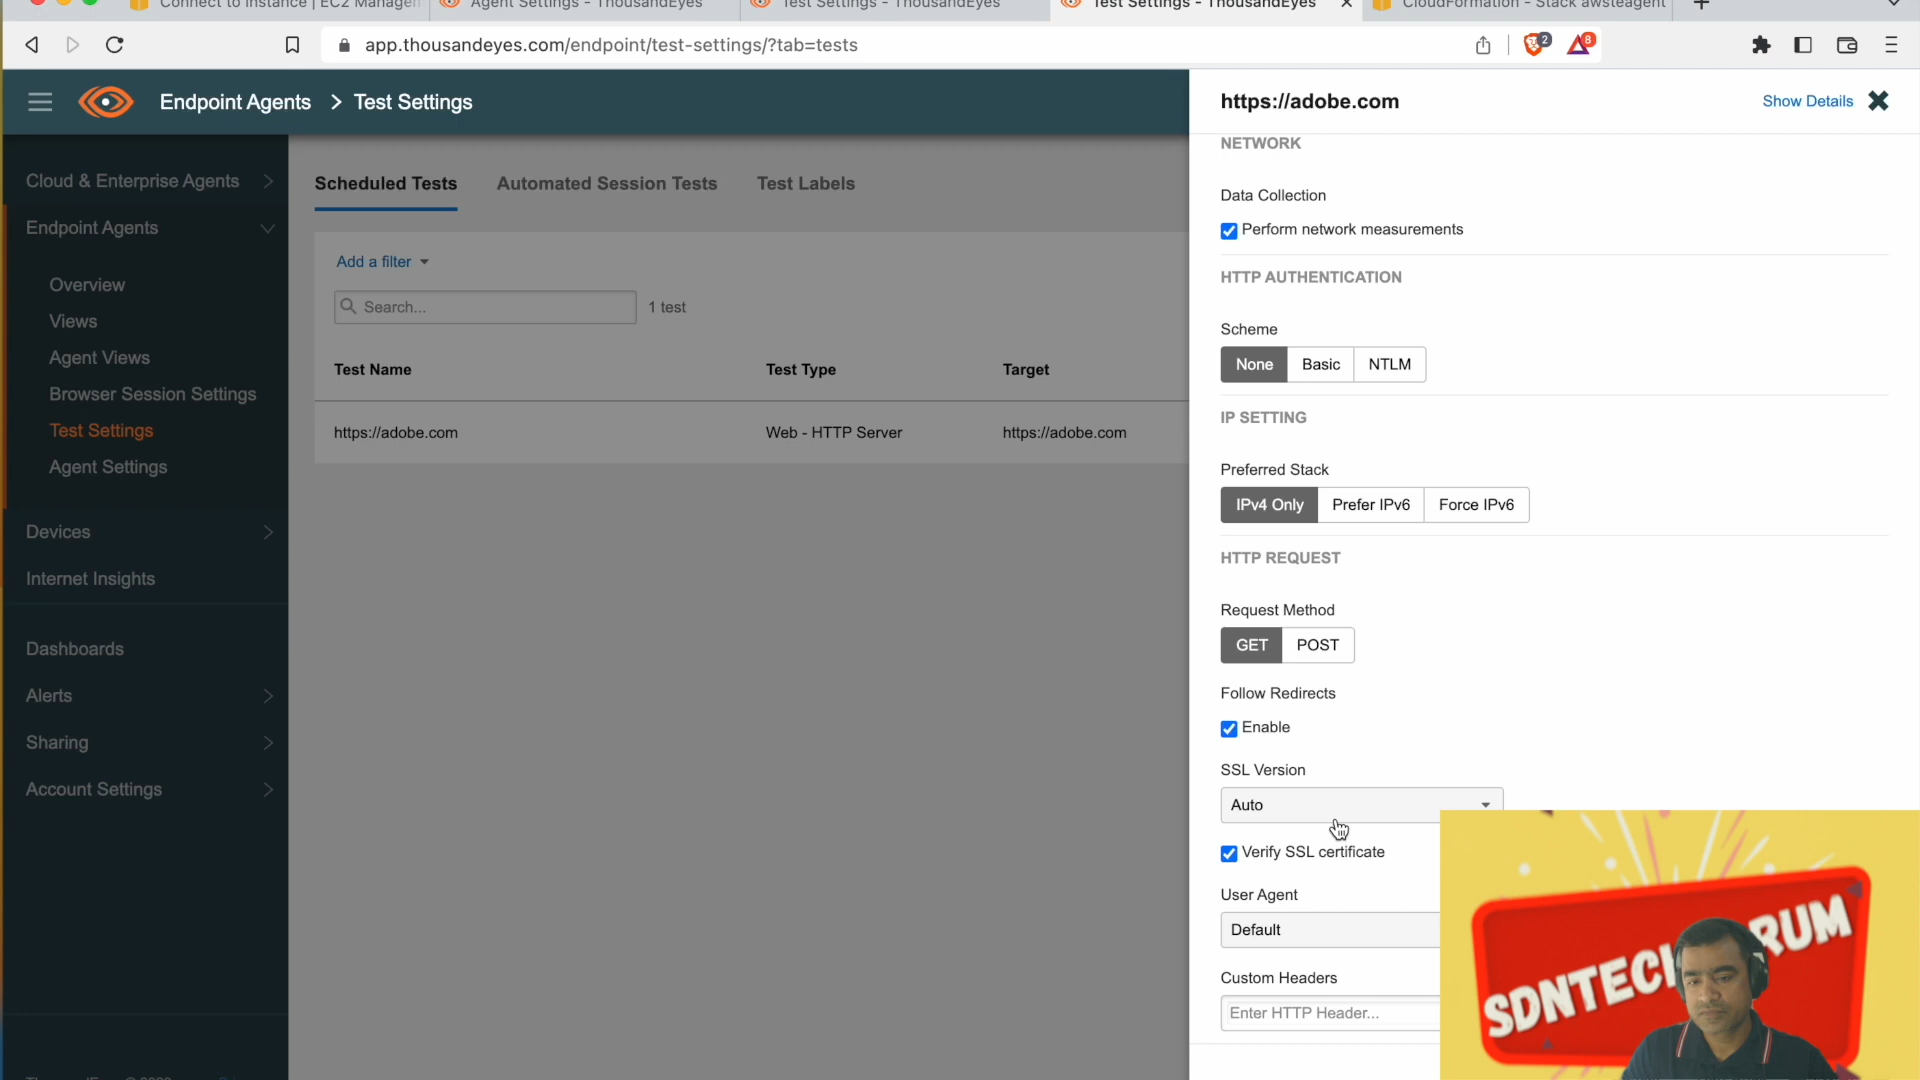 Connect to Instance | EC2 Managem
Agent Settings - ThousandEyes
Test Settings - ThousandEyes
Test Settings - ThousandEyes
CloudFormation - Stack awsteagent
app.thousandeyes.com/endpoint/test-settings/?tab=tests
2
8
Endpoint Agents > Test Settings
https://adobe.com
Show Details
Cloud & Enterprise Agents
Endpoint Agents
Overview
Views
Agent Views
Browser Session Settings
Test Settings
Agent Settings
Devices
Internet Insights
Dashboards
Alerts
Sharing
Account Settings
Scheduled Tests
Automated Session Tests
Test Labels
Add a filter
Search...
1 test
Test Name
Test Type
Target
https://adobe.com
Web - HTTP Server
https://adobe.com
NETWORK
Data Collection
Perform network measurements
HTTP AUTHENTICATION
Scheme
None
Basic
NTLM
IP SETTING
Preferred Stack
IPv4 Only
Prefer IPv6
Force IPv6
HTTP REQUEST
Request Method
GET
POST
Follow Redirects
Enable
SSL Version
Auto
Verify SSL certificate
User Agent
Default
Custom Headers
Enter HTTP Header...